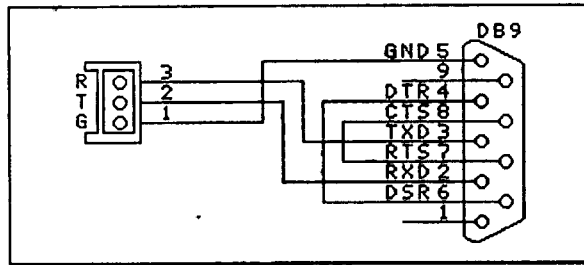 DB9
GND 5
9
DTR 4
CTS 8
TXD 3
RTS 7
RXD 2
DSR 6
1
R 3
T 2
G 1